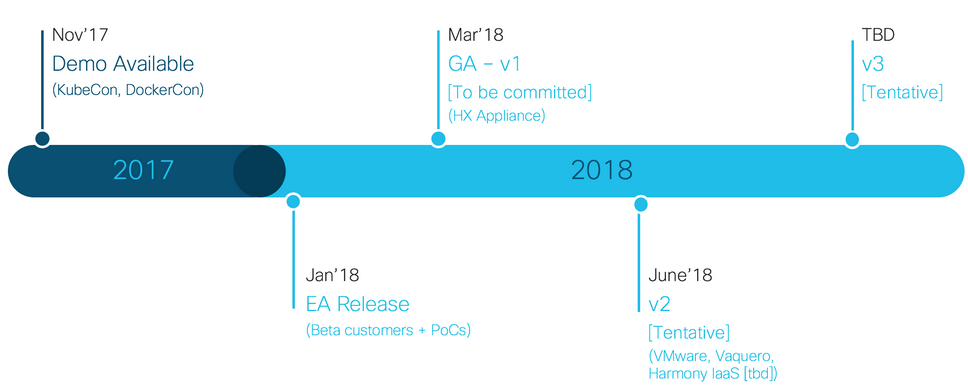 Nov’17
Demo Available
(KubeCon, DockerCon)
Mar’18
GA – v1
[To be committed]
(HX Appliance)
TBD
v3
[Tentative]
2017
2018
Jan’18
EA Release
(Beta customers + PoCs)
June’18
v2
[Tentative]
(VMware, Vaquero,
Harmony IaaS [tbd])